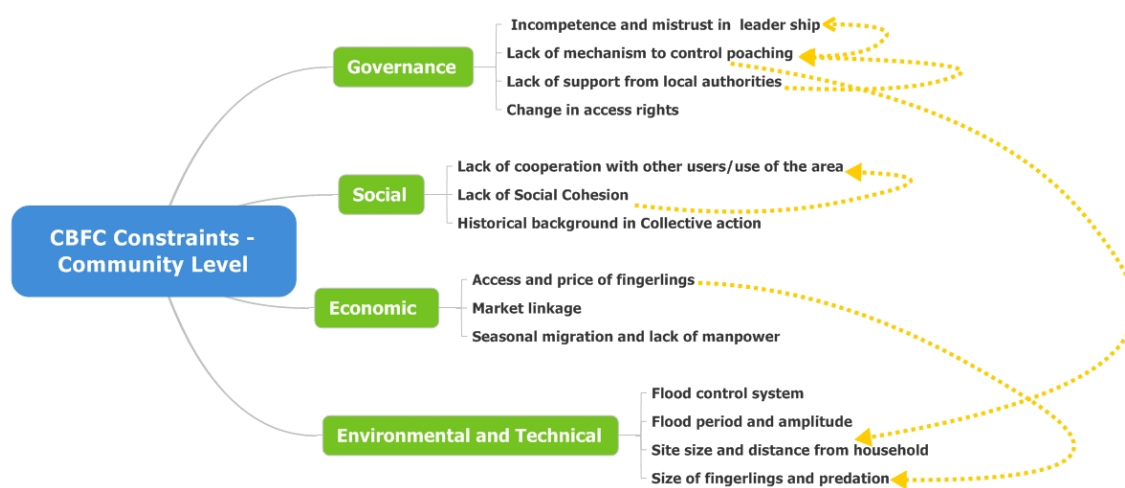 CBFC Constraints -
Community Level
Governance
Incompetence and mistrust in leader ship
Lack of mechanism to control poaching
Lack of support from local authorities
Change in access rights
Social
Lack of cooperation with other users/use of the area
Lack of Social Cohesion
Historical background in Collective action
Economic
Access and price of fingerlings
Market linkage
Seasonal migration and lack of manpower
Environmental and Technical
Flood control system
Flood period and amplitude
Site size and distance from household
Size of fingerlings and predation